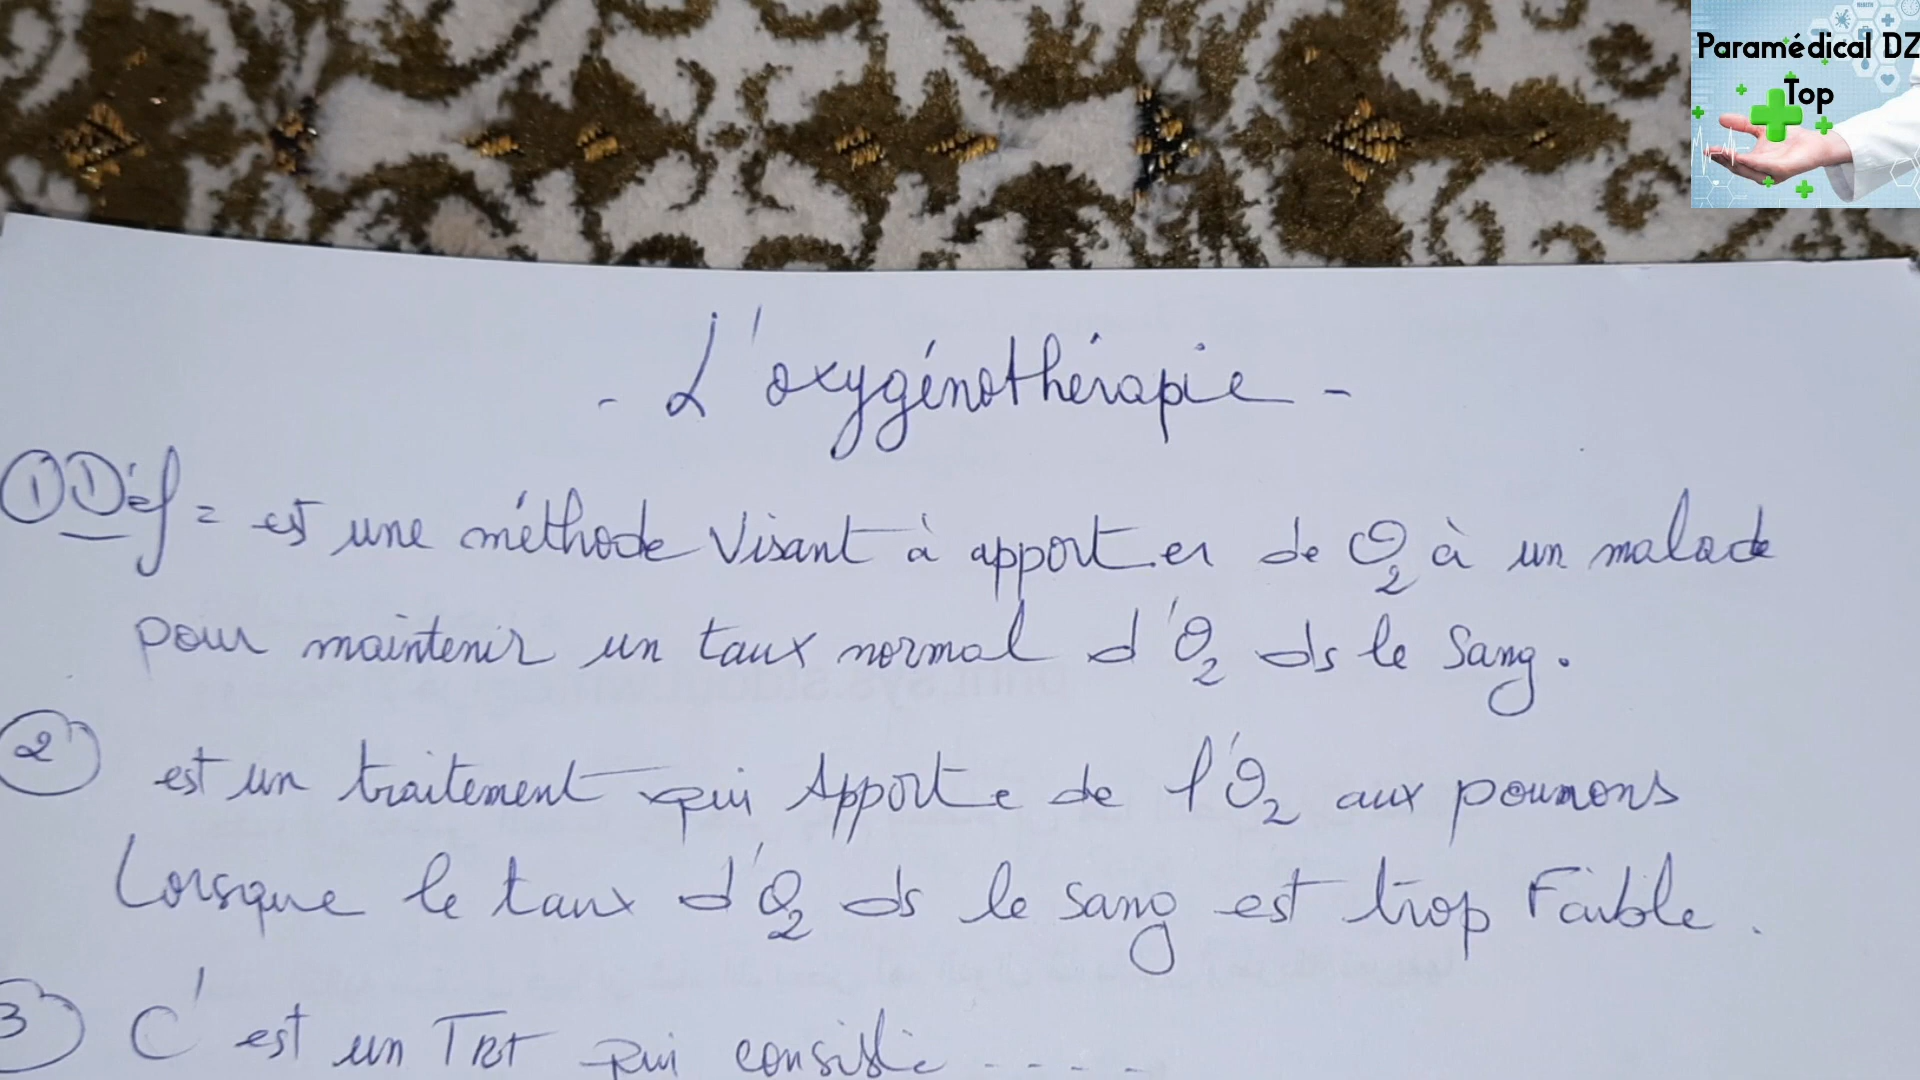 Paramédical DZ
Top
- L'oxygénothérapie -
① Déf = est une méthode Visant à apporter de O2 à un malade
pour maintenir un taux normal d'O2 ds le Sang.
② est un traitement qui Apporte de l'O2 aux poumons
Lorsque le taux d'O2 ds le sang est trop Faible.
③ C'est un TRT qui consiste ....